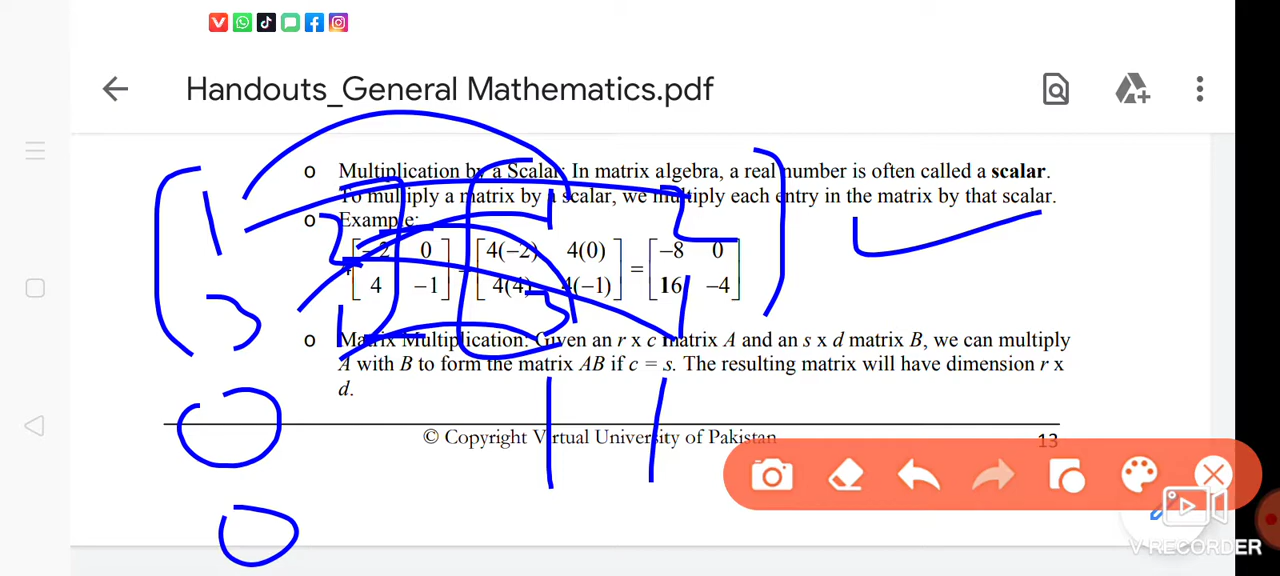 Handouts_General Mathematics.pdf
o Multiplication by a Scalar: In matrix algebra, a real number is often called a scalar.
To multiply a matrix by a scalar, we multiply each entry in the matrix by that scalar.
o Example:
[−2 0] [4(−2) 4(0)] = [−8 0]
[4 −1] [4(4) 4(−1)] [16 −4]
o Matrix Multiplication: Given an r x c matrix A and an s x d matrix B, we can multiply
A with B to form the matrix AB if c = s. The resulting matrix will have dimension r x
d.
© Copyright Virtual University of Pakistan 13
V RECORDER